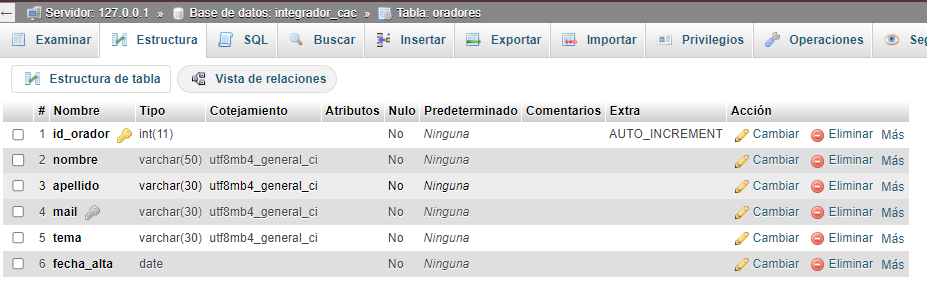 ← Servidor: 127.0.0.1 » Base de datos: integrador_cac » Tabla: oradores
Examinar Estructura SQL Buscar Insertar Exportar Importar Privilegios Operaciones Seg
Estructura de tabla Vista de relaciones
# Nombre Tipo Cotejamiento Atributos Nulo Predeterminado Comentarios Extra Acción
1 id_orador int(11) No Ninguna AUTO_INCREMENT Cambiar Eliminar Más
2 nombre varchar(50) utf8mb4_general_ci No Ninguna Cambiar Eliminar Más
3 apellido varchar(30) utf8mb4_general_ci No Ninguna Cambiar Eliminar Más
4 mail varchar(30) utf8mb4_general_ci No Ninguna Cambiar Eliminar Más
5 tema varchar(30) utf8mb4_general_ci No Ninguna Cambiar Eliminar Más
6 fecha_alta date No Ninguna Cambiar Eliminar Más